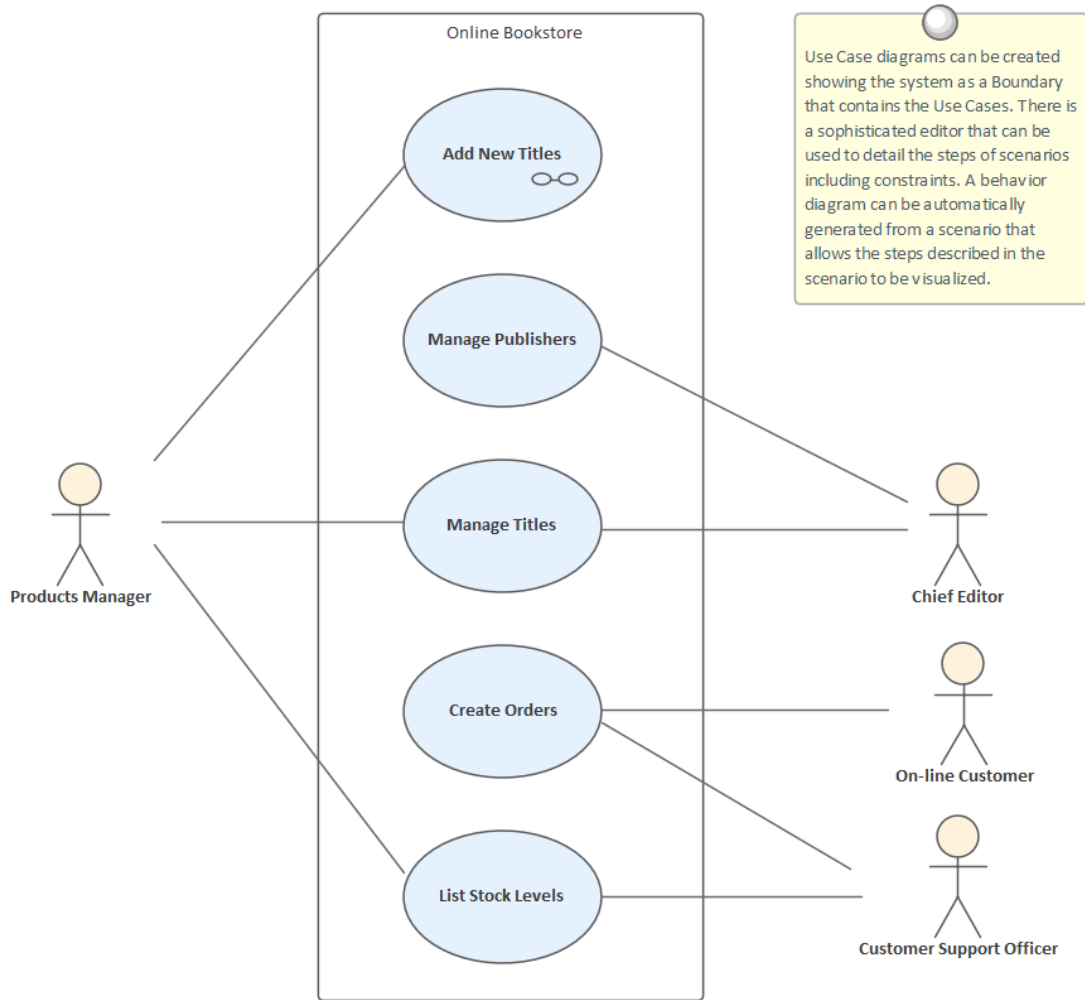 Online Bookstore
Use Case diagrams can be created
showing the system as a Boundary
that contains the Use Cases. There is
a sophisticated editor that can be
used to detail the steps of scenarios
including constraints. A behavior
diagram can be automatically
generated from a scenario that
allows the steps described in the
scenario to be visualized.
Add New Titles
Manage Publishers
Manage Titles
Products Manager
Chief Editor
Create Orders
On-line Customer
List Stock Levels
Customer Support Officer